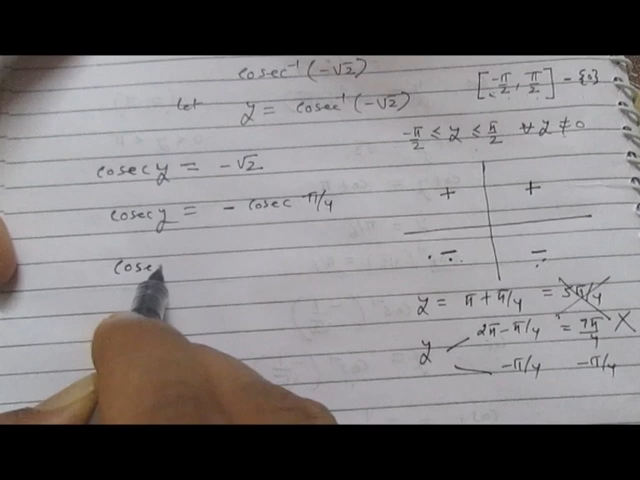 cosec⁻¹(-√2)
let y = cosec⁻¹(-√2)
[-π/2, π/2] - {0}
-π/2 ≤ y ≤ π/2 ∀ y ≠ 0
cosec y = -√2
cosec y = - cosec π/4
cose
+ +
- -
y = π + π/4 = 5π/4
y 2π - π/4 = 7π/4 X
-π/4 -π/4